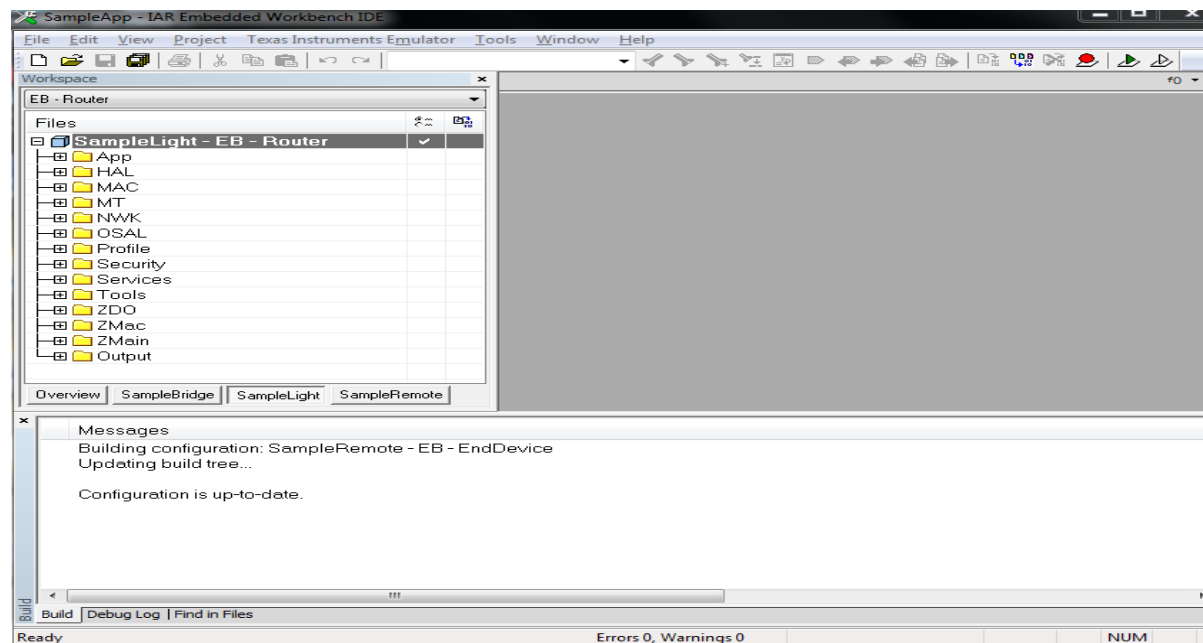 SampleApp - IAR Embedded Workbench IDE
File Edit View Project Texas Instruments Emulator Tools Window Help
Workspace
f0
EB - Router
Files
SampleLight - EB - Router
App
HAL
MAC
MT
NWK
OSAL
Profile
Security
Services
Tools
ZDO
ZMac
ZMain
Output
Overview SampleBridge SampleLight SampleRemote
Messages
Building configuration: SampleRemote - EB - EndDevice
Updating build tree...
Configuration is up-to-date.
Build
Build Debug Log Find in Files
Ready Errors 0, Warnings 0 NUM